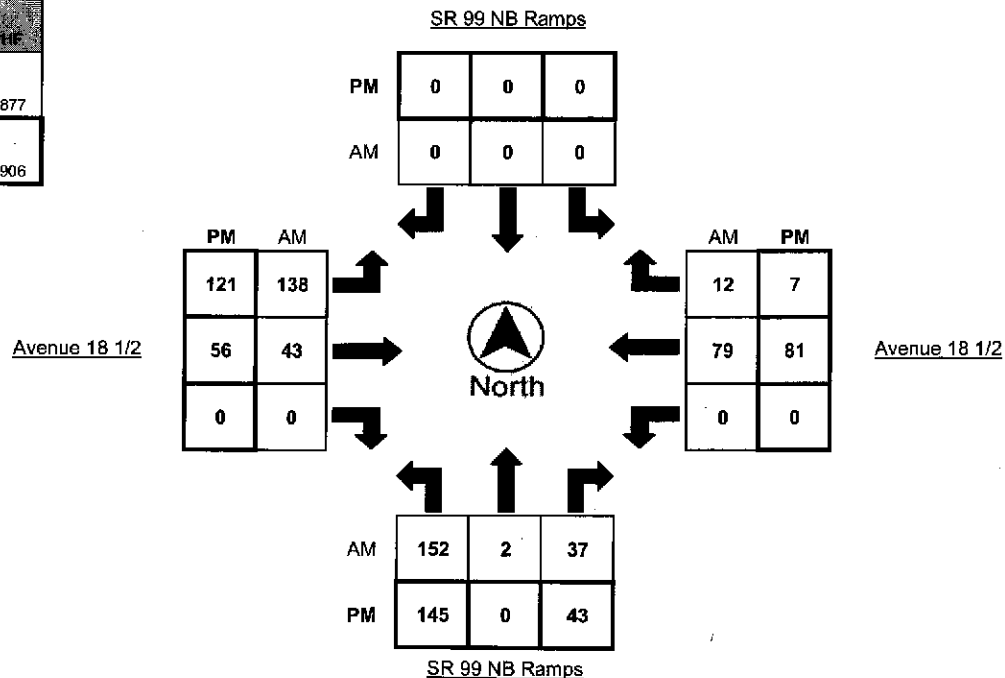 SR 99 NB Ramps
PM 0 0 0
877
AM 0 0 0
906
PM AM
AM PM
121 138
12 7
Avenue 18 1/2
56 43
79 81
Avenue 18 1/2
North
0 0
0 0
AM 152 2 37
PM 145 0 43
SR 99 NB Ramps